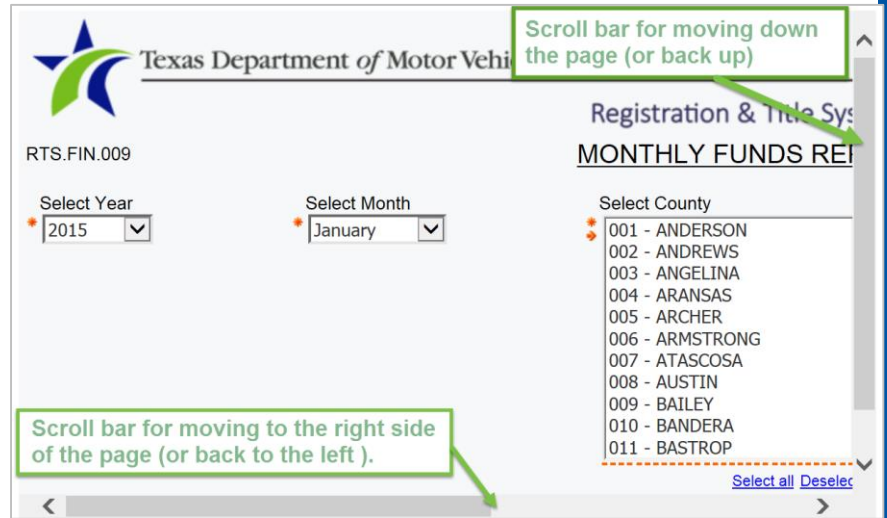 Scroll bar for moving down
the page (or back up)
Texas Department of Motor Vehi
Registration & Title Sys
RTS.FIN.009
MONTHLY FUNDS REF
Select Year
2015
Select Month
January
Select County
001 - ANDERSON
002 - ANDREWS
003 - ANGELINA
004 - ARANSAS
005 - ARCHER
006 - ARMSTRONG
007 - ATASCOSA
008 - AUSTIN
009 - BAILEY
010 - BANDERA
011 - BASTROP
Scroll bar for moving to the right side
of the page (or back to the left ).
Select all Deselec